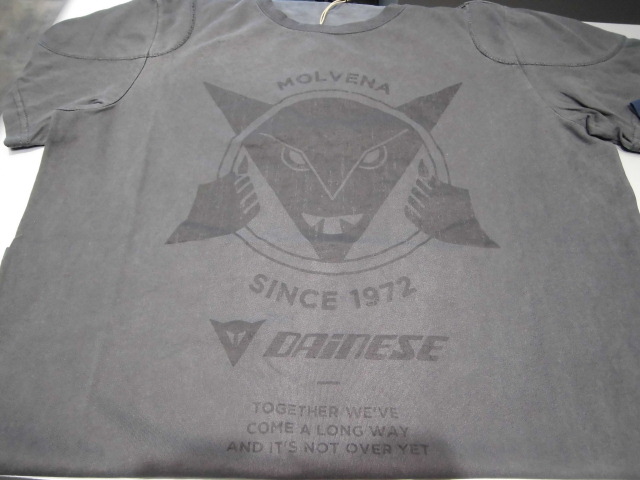 MOLVENA
SINCE 1972
DAINESE
TOGETHER WE'VE
COME A LONG WAY
AND IT'S NOT OVER YET